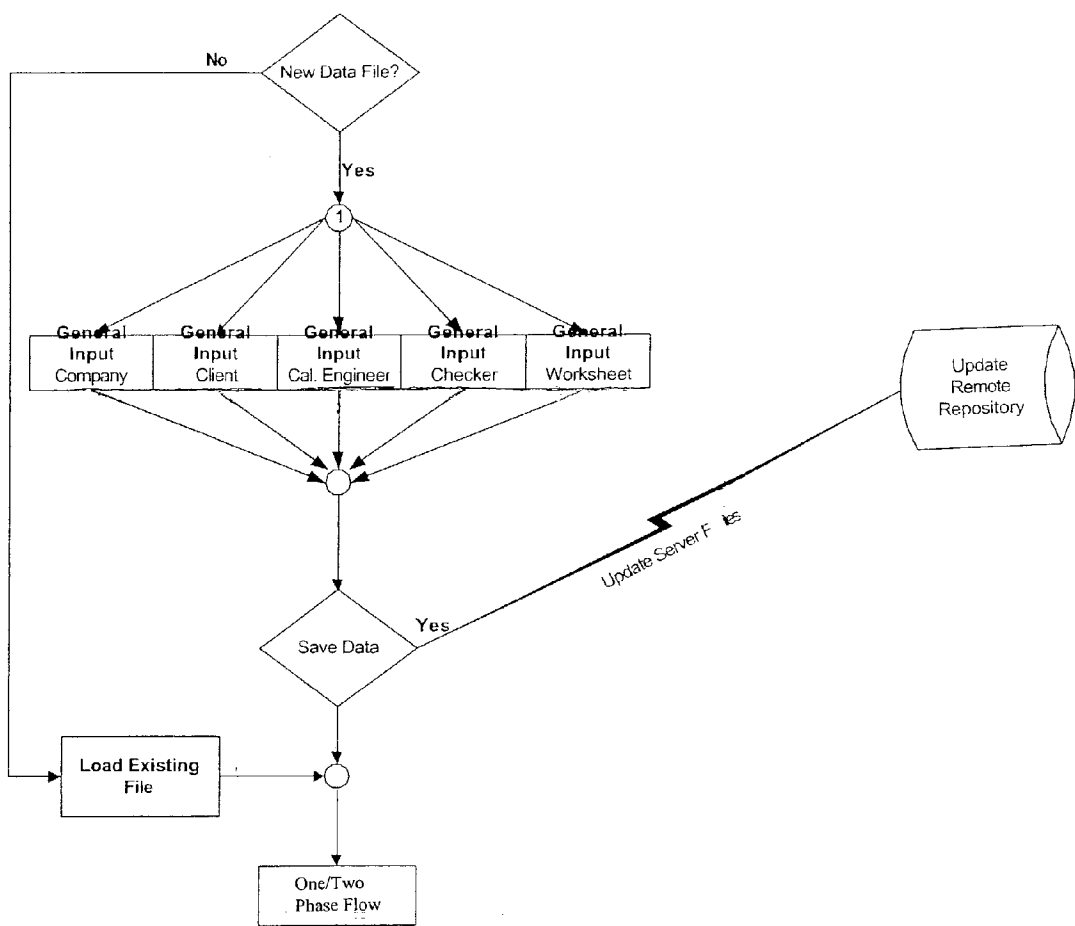 No
New Data File?
Yes
1
General
Input
Company
General
Input
Client
General
Input
Cal. Engineer
General
Input
Checker
General
Input
Worksheet
Update
Remote
Repository
Update Server F les
Yes
Save Data
Load Existing
File
One/Two
Phase Flow